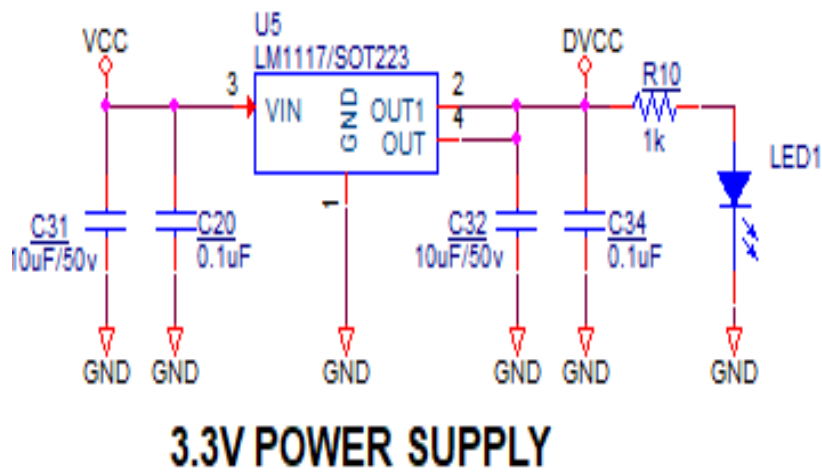 U5
LM1117/SOT223
VCC
DVCC
3
VIN
GND
OUT1
OUT
2
4
1
R10
1k
LED1
C31
10uF/50v
C20
0.1uF
C32
10uF/50v
C34
0.1uF
GND
GND
GND
GND
GND
GND
3.3V POWER SUPPLY